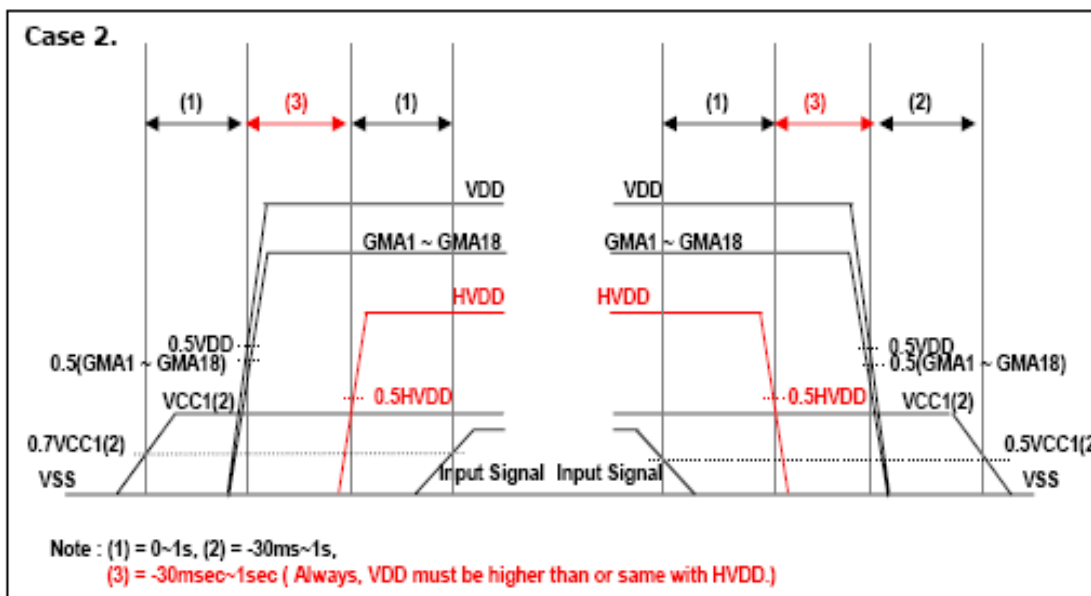 Case 2.
(1) (3) (1) (1) (3) (2)
VDD VDD
GMA1 ~ GMA18 GMA1 ~ GMA18
HVDD HVDD
0.5VDD 0.5VDD
0.5(GMA1 ~ GMA18) 0.5(GMA1 ~ GMA18)
0.5HVDD 0.5HVDD
VCC1(2) VCC1(2)
0.7VCC1(2) 0.5VCC1(2
VSS Input Signal Input Signal VSS
Note : (1) = 0~1s, (2) = -30ms~1s,
(3) = -30msec~1sec ( Always, VDD must be higher than or same with HVDD.)